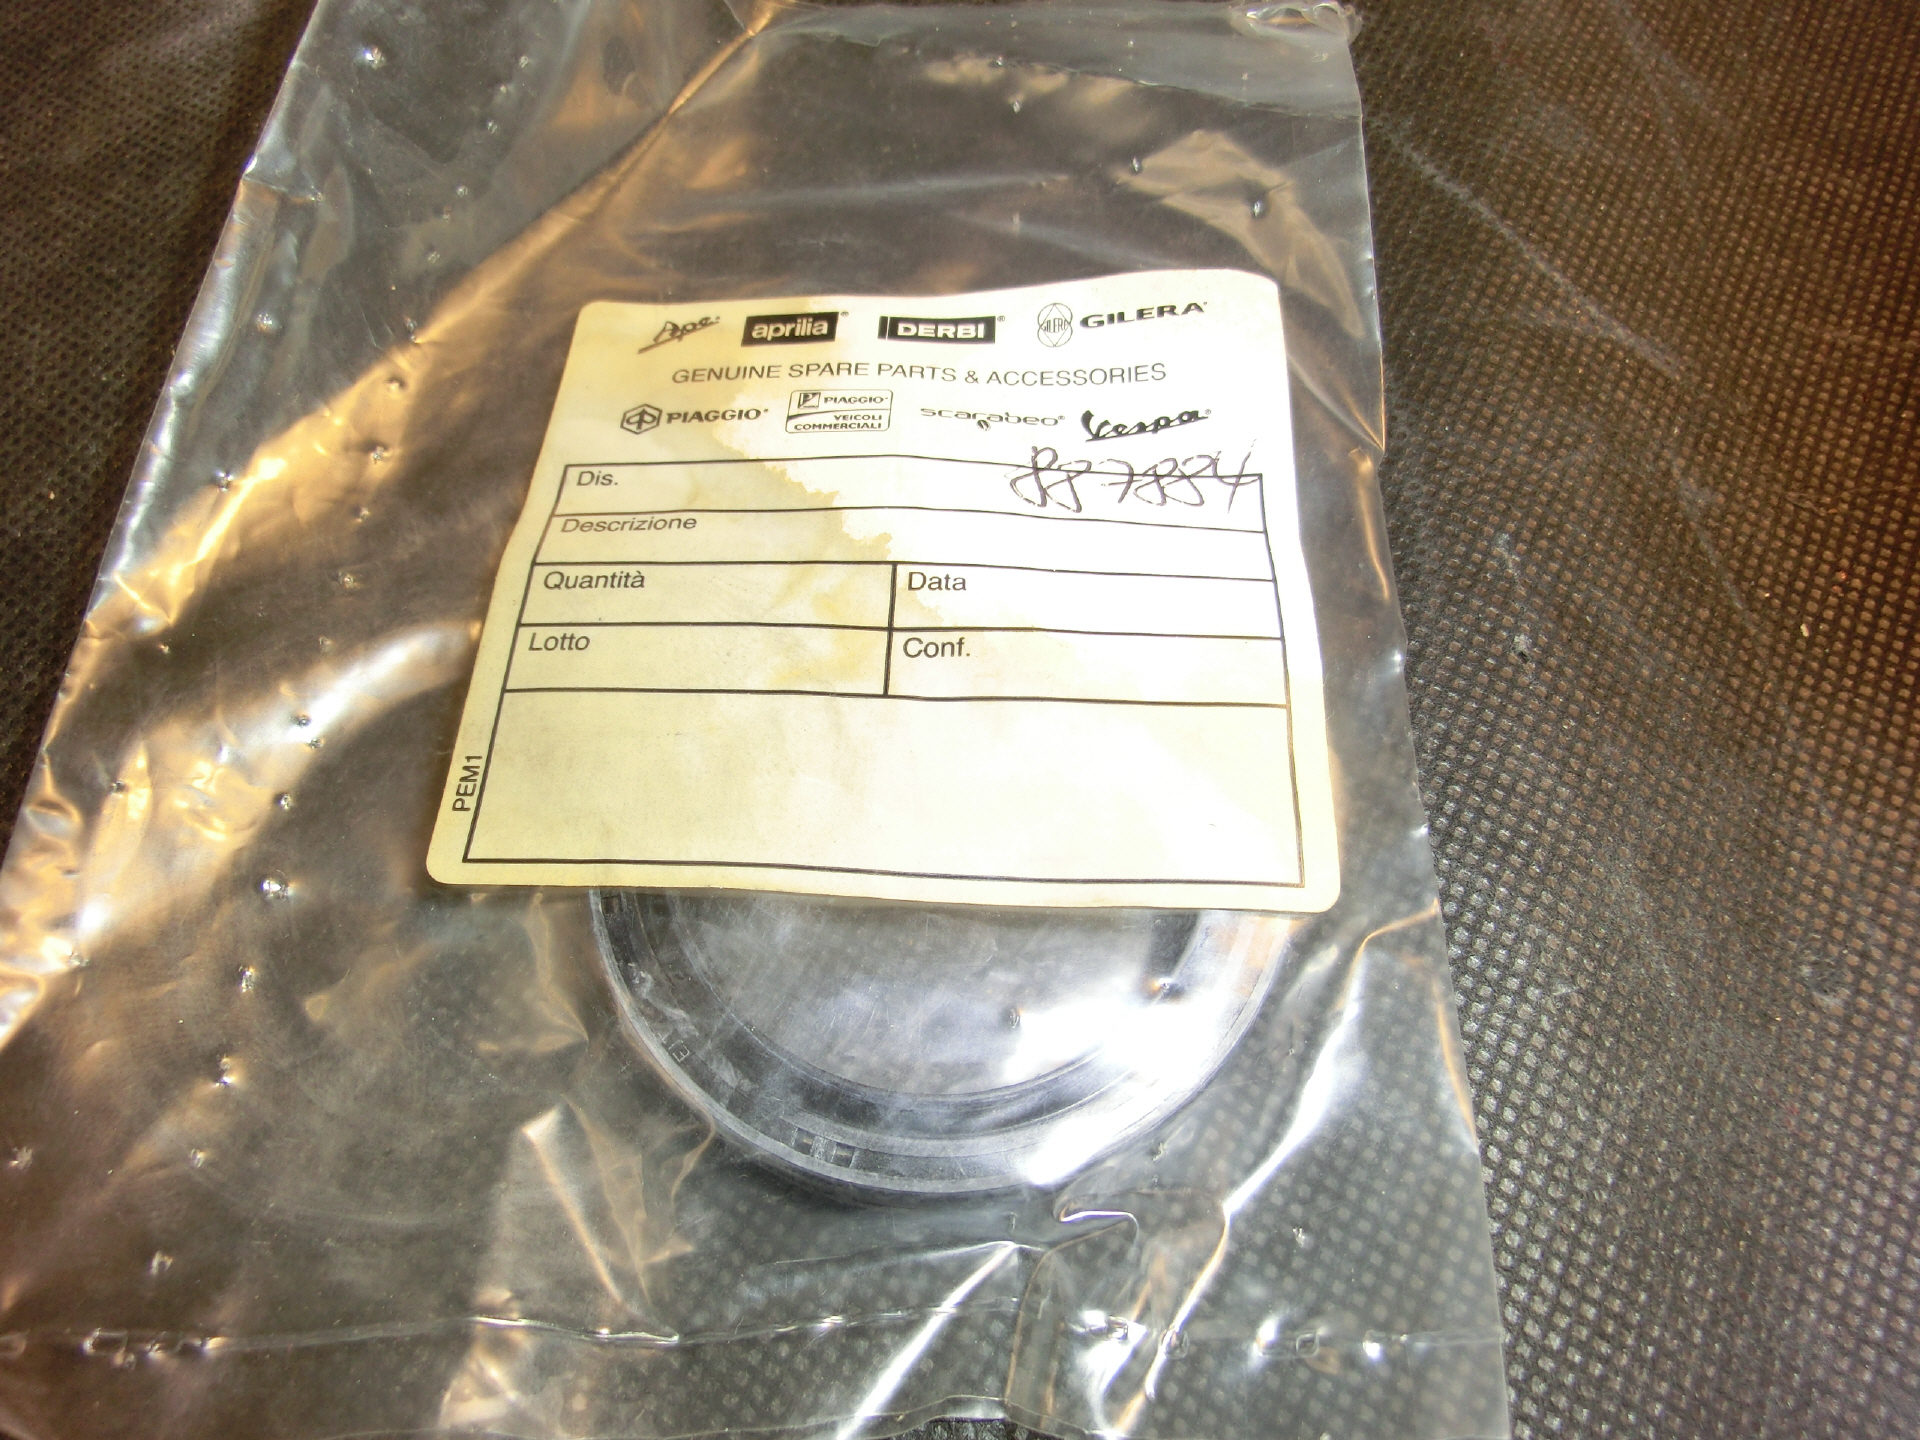 Ape®
aprilia® DERBI® GILERA GILERA®
GENUINE SPARE PARTS & ACCESSORIES
PIAGGIO® PIAGGIO® scarabeo® Vespa®
VEICOLI
COMMERCIALI
Dis. 887884
Descrizione
Quantità Data
Lotto Conf.
PEM1